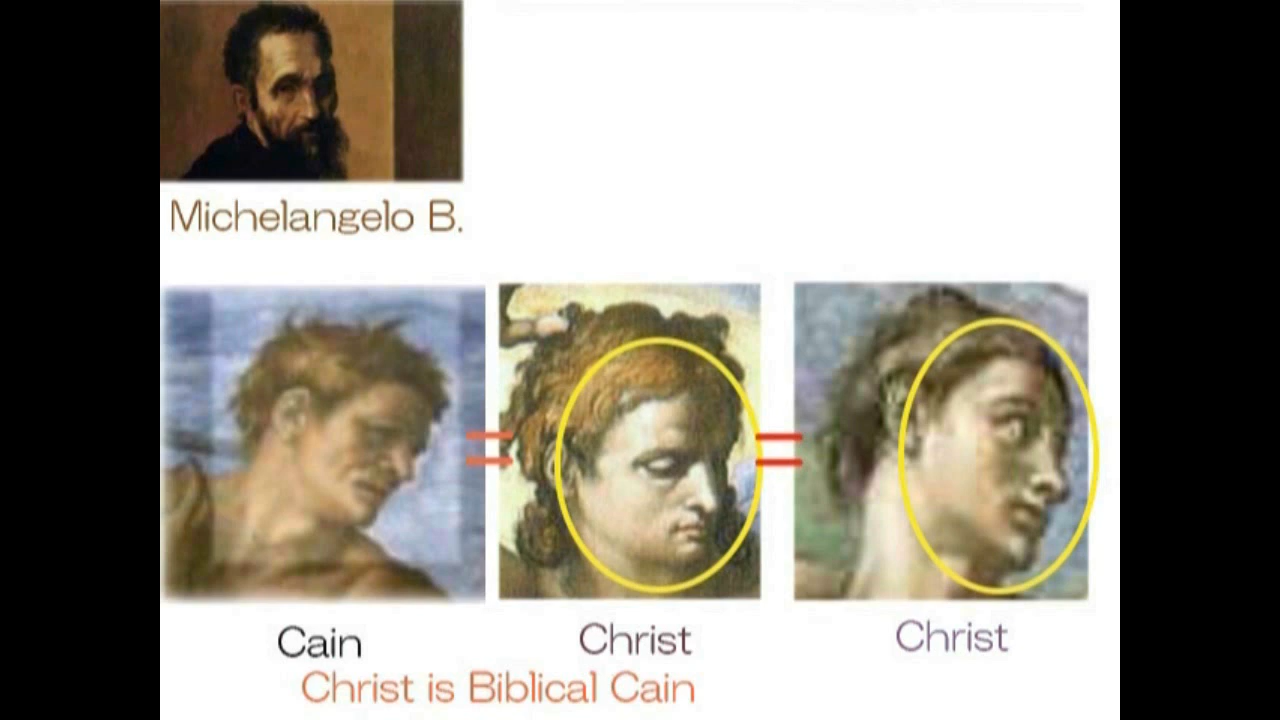 Michelangelo B.
Cain
Christ
Christ
Christ is Biblical Cain